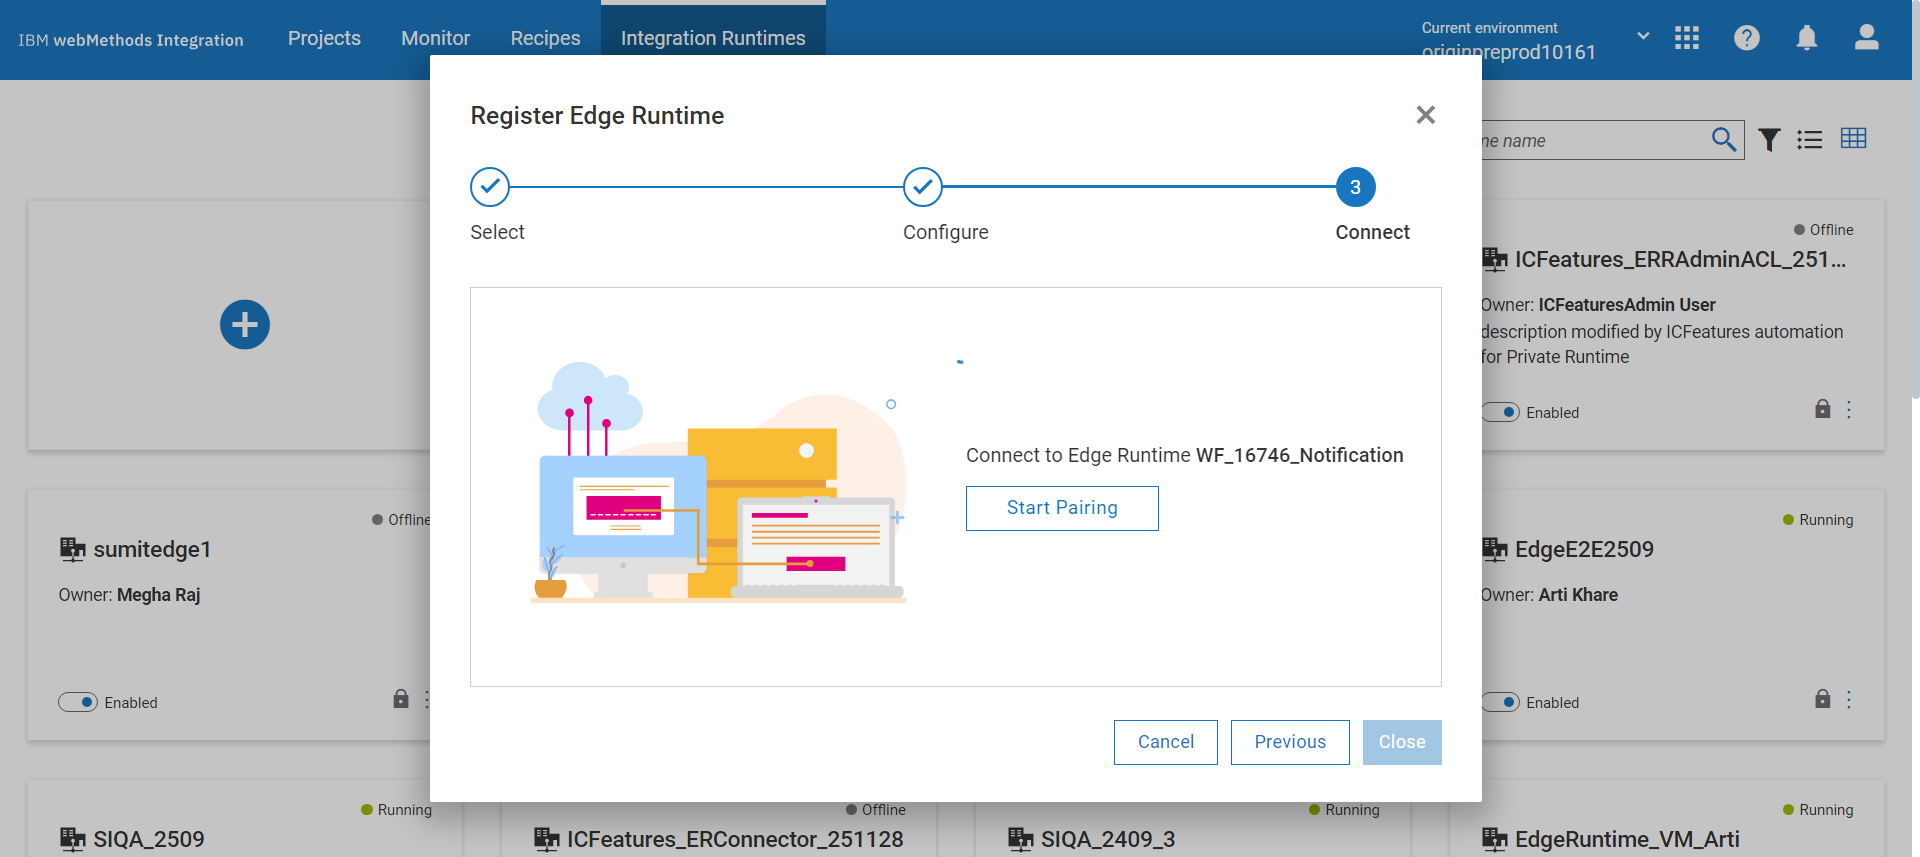 IBM webMethods Integration
Projects
Monitor
Recipes
Integration Runtimes
Current environment
originpreprod10161
Register Edge Runtime
3
Select
Configure
Connect
Connect to Edge Runtime WF_16746_Notification
Start Pairing
Cancel
Previous
Close
name
Offline
ICFeatures_ERRAdminACL_251...
Owner: ICFeaturesAdmin User
description modified by ICFeatures automation
for Private Runtime
Enabled
Offline
sumitedge1
Owner: Megha Raj
Enabled
Running
EdgeE2E2509
Owner: Arti Khare
Enabled
Running
SIQA_2509
Offline
ICFeatures_ERConnector_251128
Running
SIQA_2409_3
Running
EdgeRuntime_VM_Arti